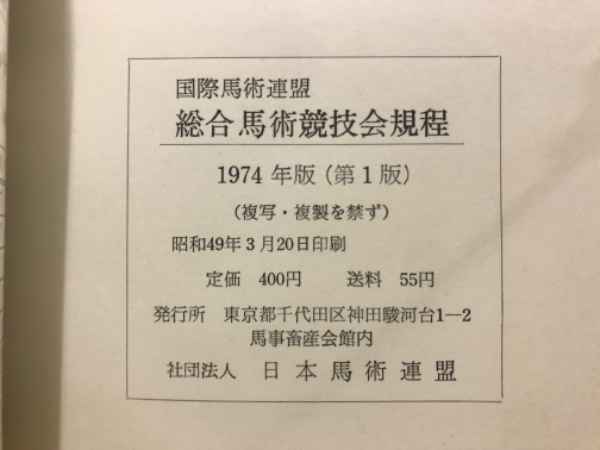 国際馬術連盟
総合馬術競技会規程
1974年版(第1版)
(複写・複製を禁ず)
昭和49年3月20日印刷
定価 400円 送料 55円
発行所 東京都千代田区神田駿河台1―2
馬事畜産会館内
社団法人 日本馬術連盟